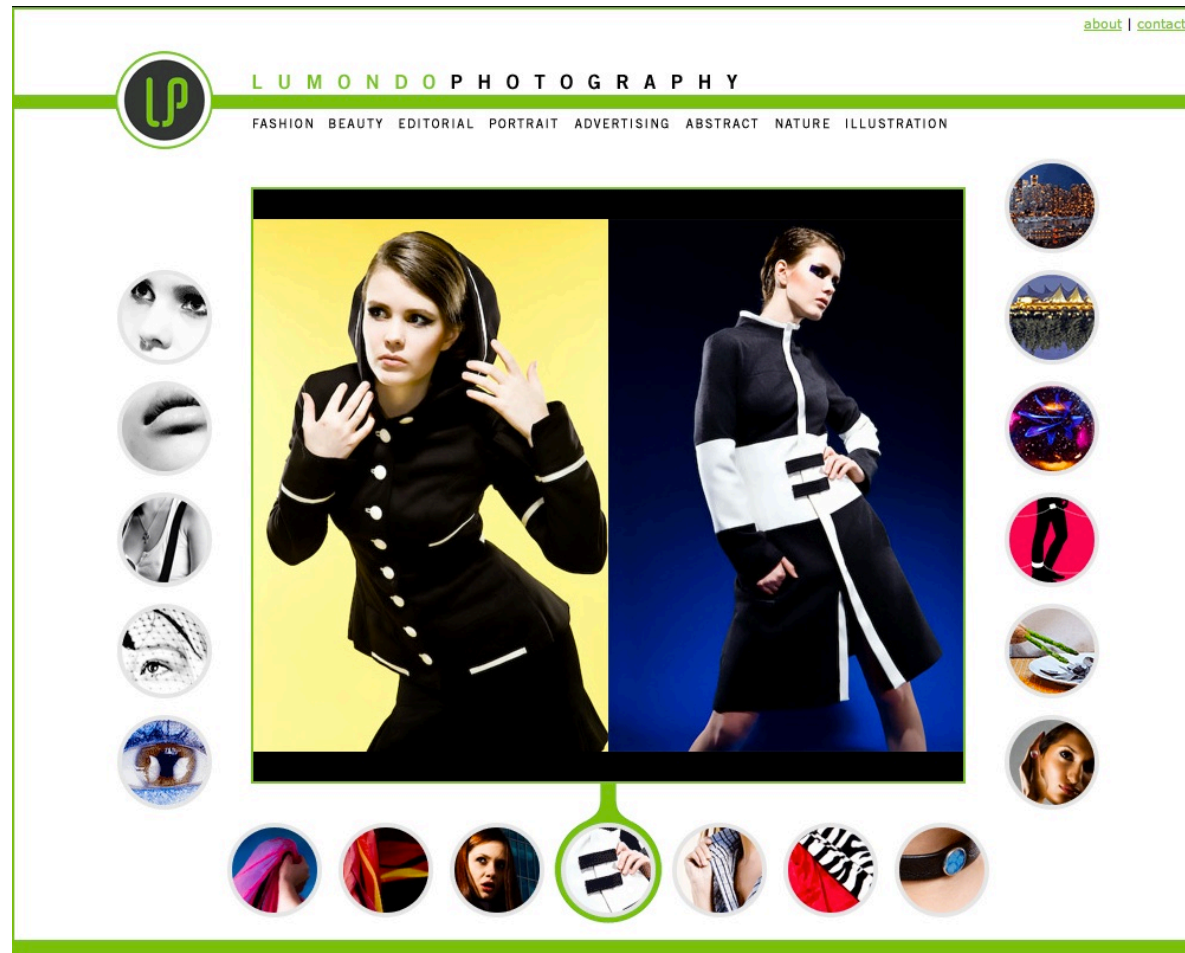 about | contact
LUMONDOPHOTOGRAPHY
FASHION BEAUTY EDITORIAL PORTRAIT ADVERTISING ABSTRACT NATURE ILLUSTRATION
LP